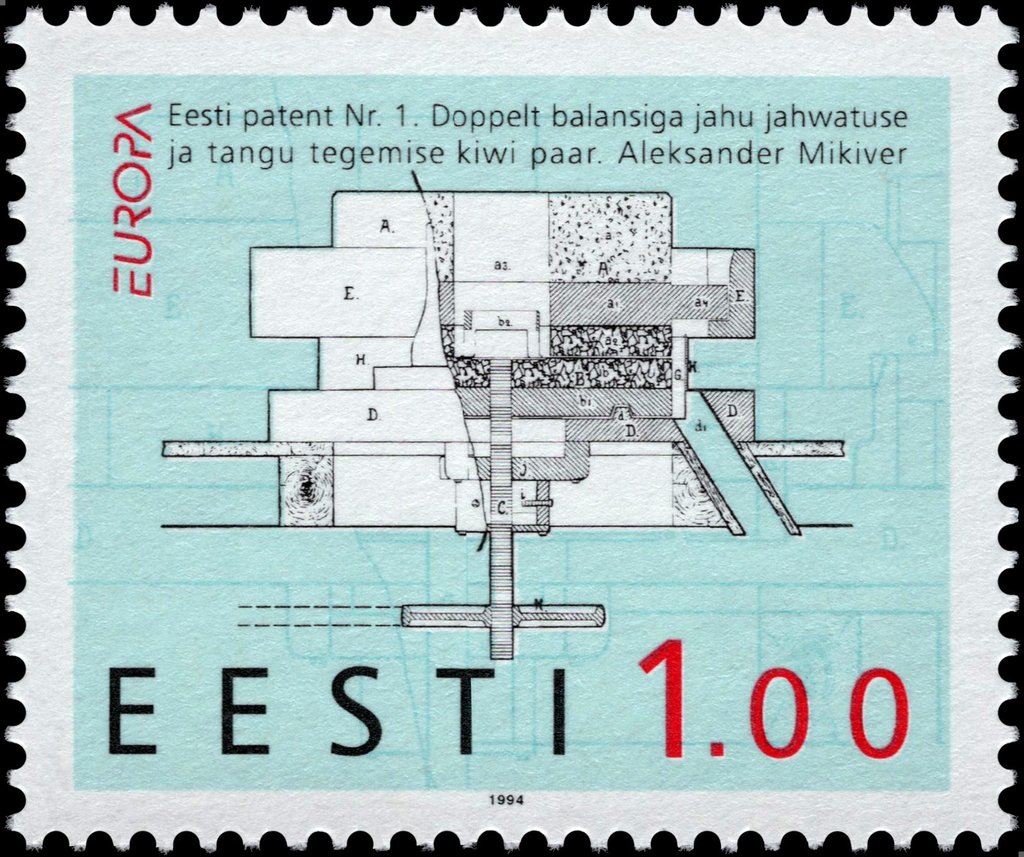 EUROPA
Eesti patent Nr. 1. Doppelt balansiga jahu jahwatuse
ja tangu tegemise kiwi paar. Aleksander Mikiver
A.
a
A
a3.
E.
E.
a1
a4
b2
a2
H.
B
b
G.
K
b1
D.
d
D
D
d1
j
C.
EESTI 1.00
1994